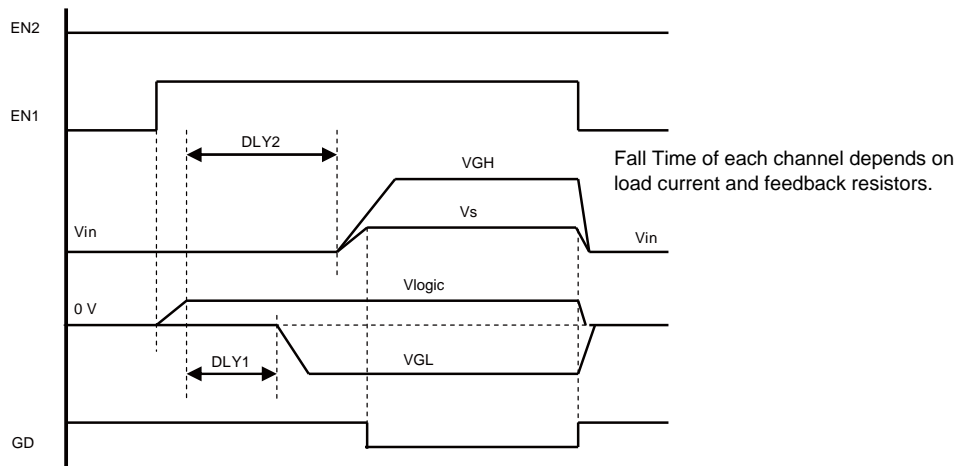 EN2
EN1
DLY2
VGH
Fall Time of each channel depends on
load current and feedback resistors.
Vs
Vin
Vin
Vlogic
0 V
DLY1
VGL
GD